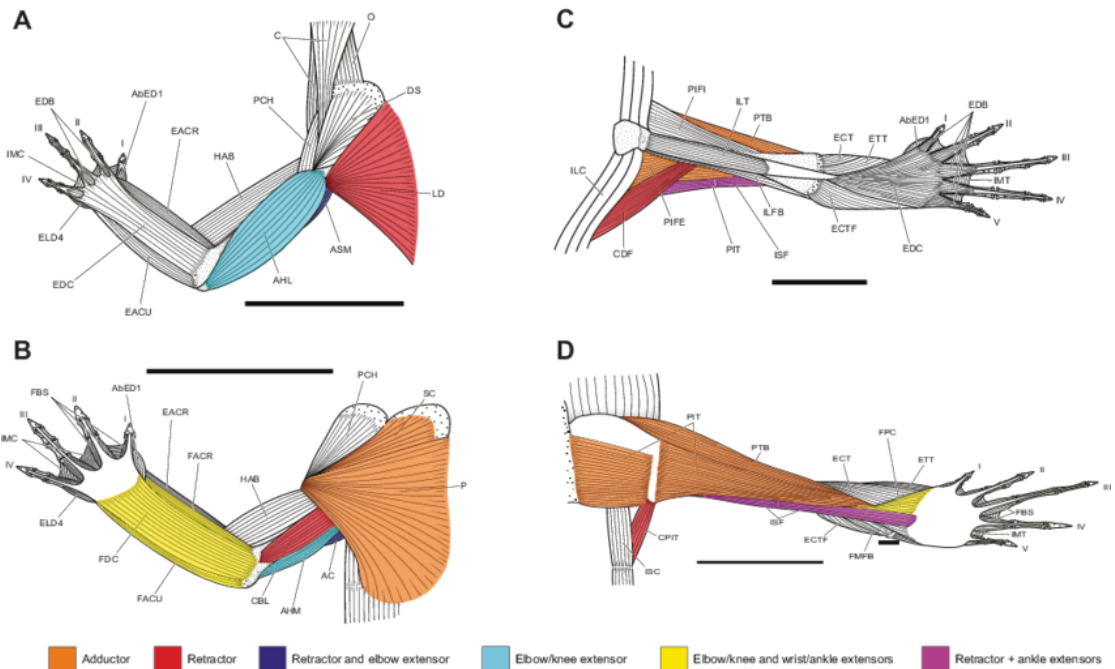 A
O
C
DS
PCH
AbED1
EDB
II
I
III
EACR
IMC
HAB
IV
LD
ELD4
ASM
EDC
AHL
EACU
B
PCH
SC
AbED1
FBS
II
I
EACR
III
IMC
FACR
IV
HAB
P
ELD4
FDC
AC
FACU
CBL
AHM
C
PIFI
ILT
PTB
ECT
ETT
AbED1
EDB
I
II
III
IMT
IV
V
ILC
PIFE
CDF
PIT
ISF
ILFB
ECTF
EDC
D
PIT
PTB
FPC
ECT
ETT
I
II
III
FBS
IV
IMT
V
ISF
CPIT
ISC
ECTF
FMFB
Adductor
Retractor
Retractor and elbow extensor
Elbow/knee extensor
Elbow/knee and wrist/ankle extensors
Retractor + ankle extensors